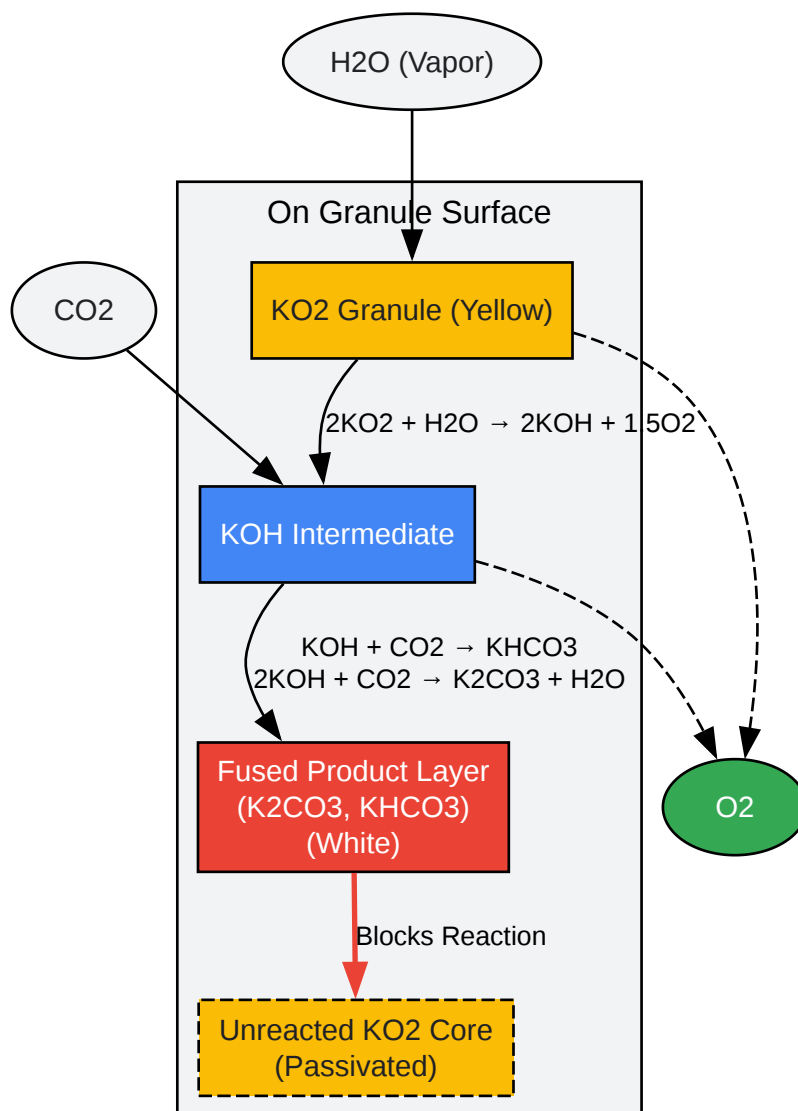 H2O (Vapor)
On Granule Surface
KO2 Granule (Yellow)
CO2
2KO2 + H2O → 2KOH + 1.5O2
KOH Intermediate
KOH + CO2 → KHCO3
2KOH + CO2 → K2CO3 + H2O
Fused Product Layer
(K2CO3, KHCO3)
(White)
O2
Blocks Reaction
Unreacted KO2 Core
(Passivated)